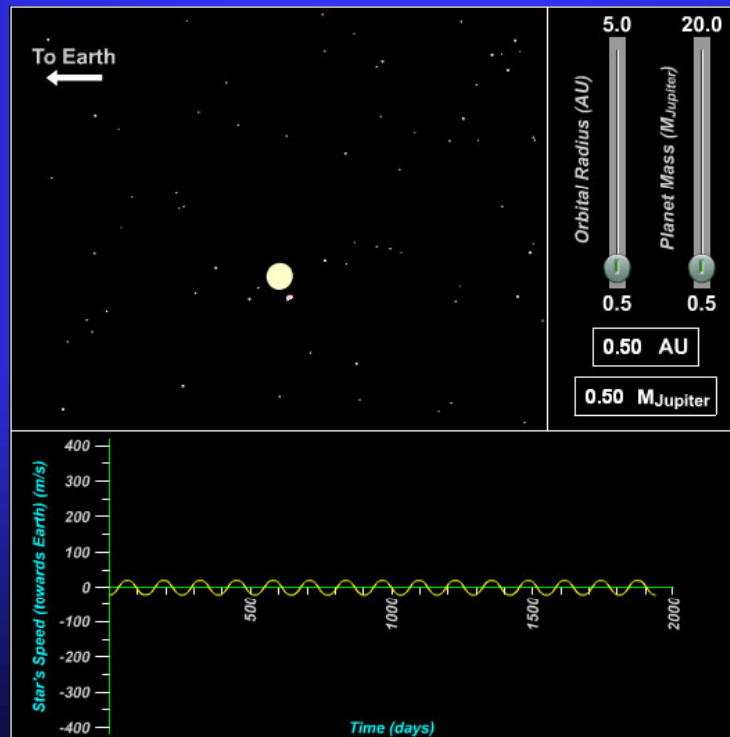 To Earth
5.0
20.0
Orbital Radius (AU)
Planet Mass (MJupiter)
0.5
0.5
0.50 AU
0.50 MJupiter
Star's Speed (towards Earth) (m/s)
400
300
200
100
0
-100
-200
-300
-400
500
1000
1500
2000
Time (days)